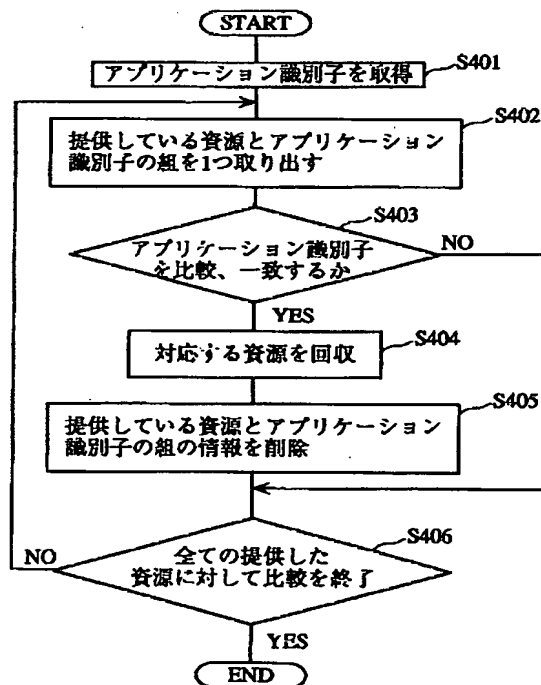 START
アプリケーション識別子を取得
S401
S402
提供している資源とアプリケーション
識別子の組を1つ取り出す
S403
アプリケーション識別子
を比較、一致するか
NO
YES
対応する資源を回収
S404
S405
提供している資源とアプリケーション
識別子の組の情報を削除
S406
NO
全ての提供した
資源に対して比較を終了
YES
END